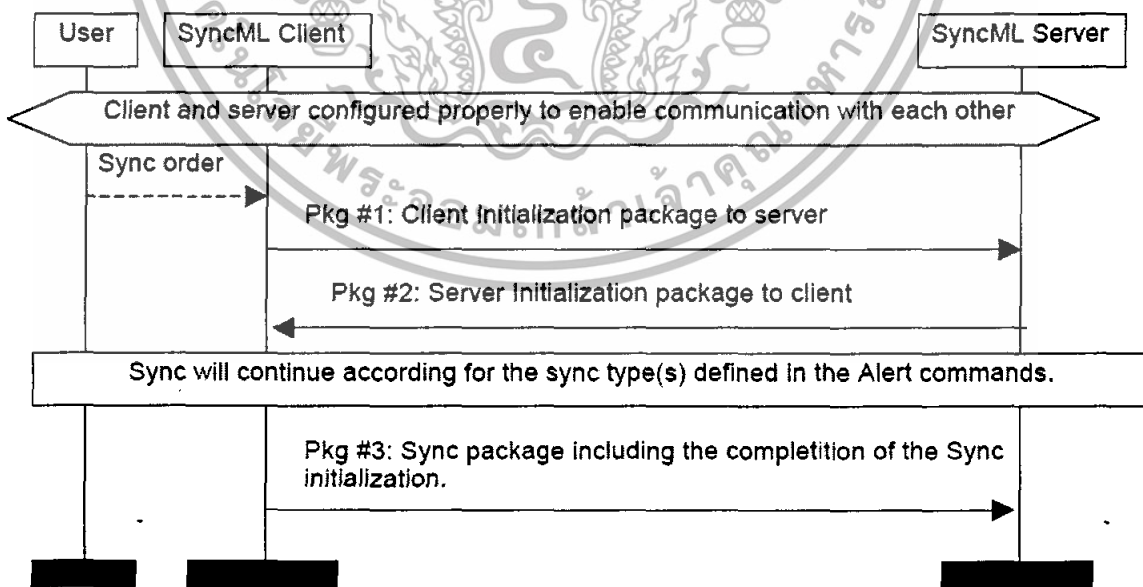 User
SyncML Client
SyncML Server
Client and server configured properly to enable communication with each other
Sync order
Pkg #1: Client Initialization package to server
Pkg #2: Server Initialization package to client
Sync will continue according for the sync type(s) defined in the Alert commands.
Pkg #3: Sync package including the completition of the Sync
initialization.